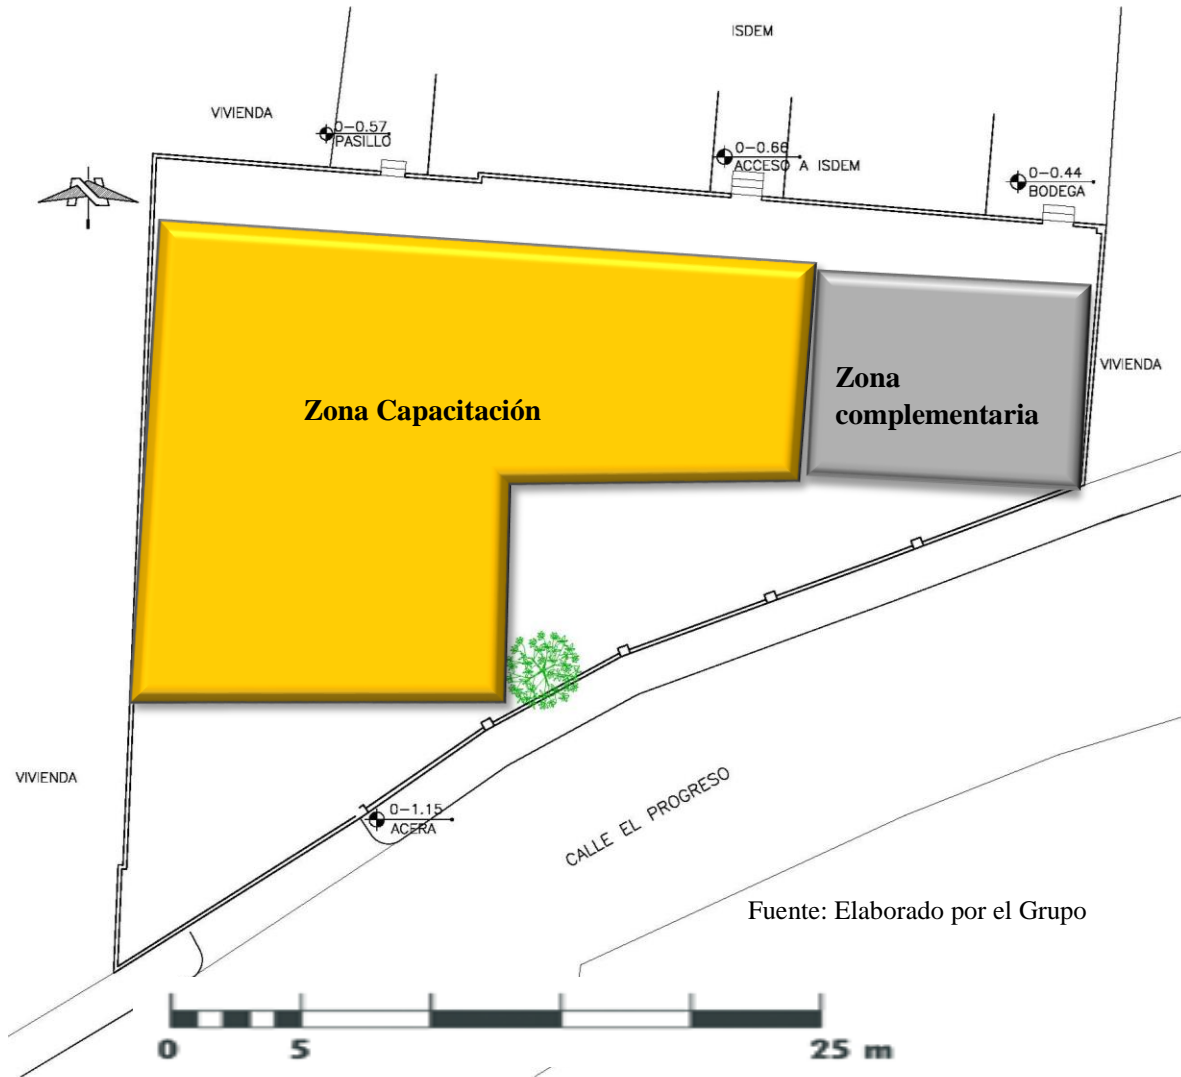 ISDEM
VIVIENDA
0-0.57
PASILLO
0-0.66
ACCESO A ISDEM
0-0.44
BODEGA
VIVIENDA
Zona Capacitación
Zona
complementaria
VIVIENDA
0-1.15
ACERA
CALLE EL PROGRESO
Fuente: Elaborado por el Grupo
0 5 25 m